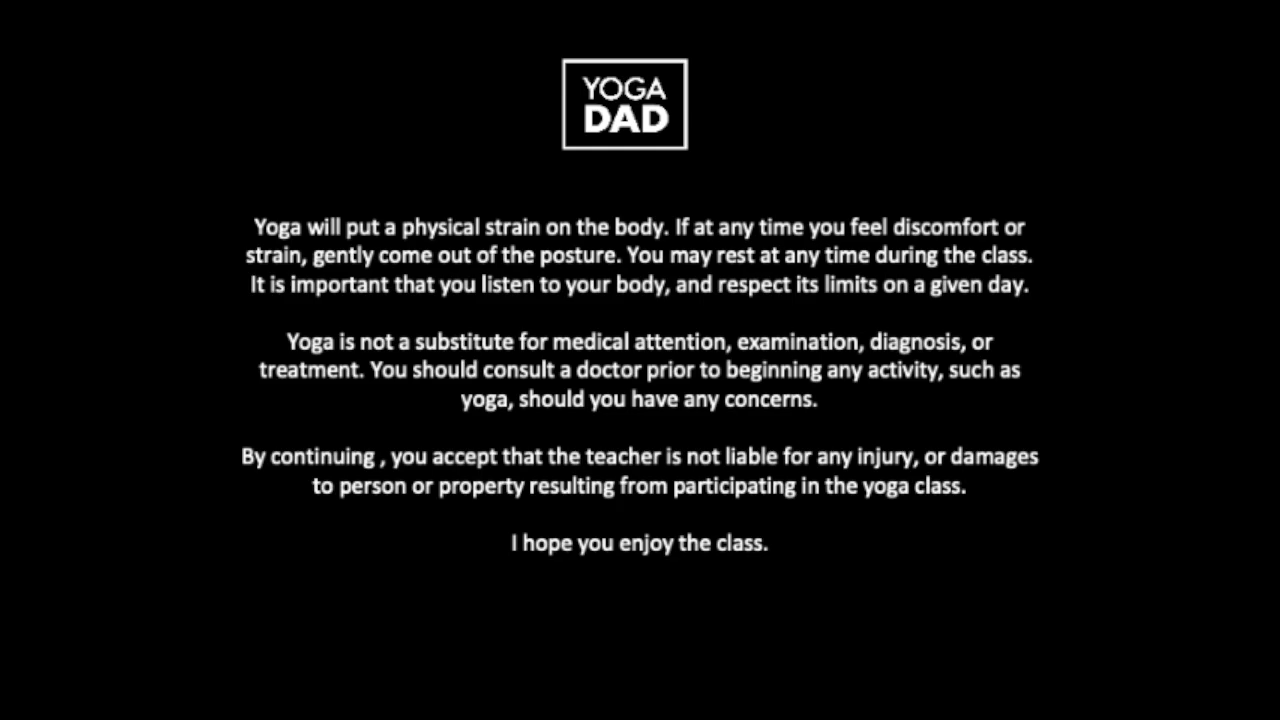 YOGA
DAD
Yoga will put a physical strain on the body. If at any time you feel discomfort or
strain, gently come out of the posture. You may rest at any time during the class.
It is important that you listen to your body, and respect its limits on a given day.
Yoga is not a substitute for medical attention, examination, diagnosis, or
treatment. You should consult a doctor prior to beginning any activity, such as
yoga, should you have any concerns.
By continuing , you accept that the teacher is not liable for any injury, or damages
to person or property resulting from participating in the yoga class.
I hope you enjoy the class.